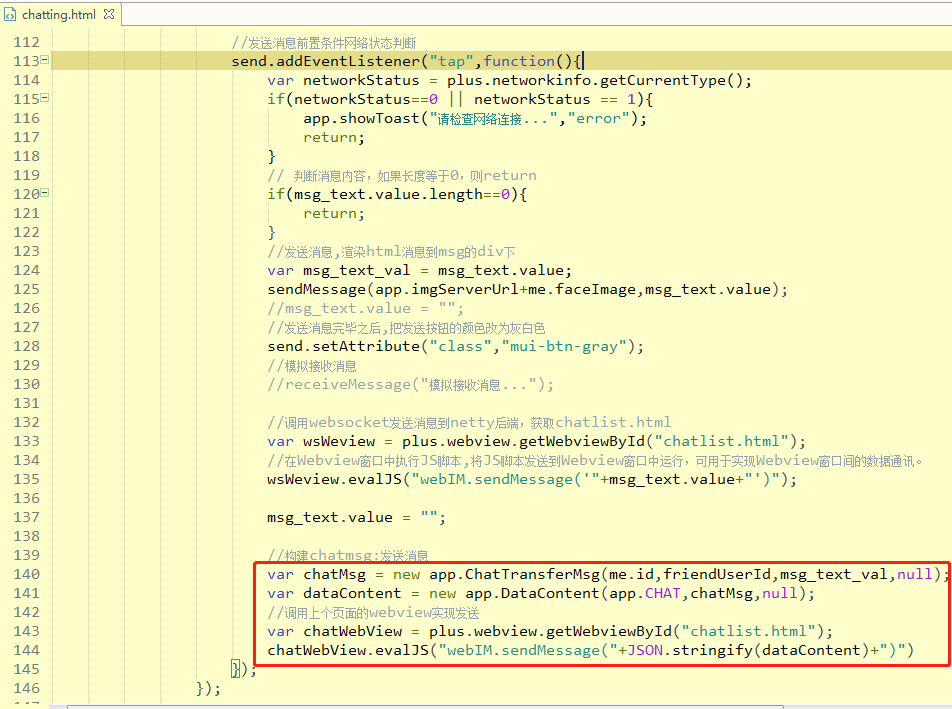 chatting.html
112 //发送消息前置条件网络状态判断
113 send.addEventListener("tap",function(){
114 var networkStatus = plus.networkinfo.getCurrentType();
115 if(networkStatus==0 || networkStatus == 1){
116 app.showToast("请检查网络连接...","error");
117 return;
118 }
119 // 判断消息内容，如果长度等于0，则return
120 if(msg_text.value.length==0){
121 return;
122 }
123 //发送消息,渲染html消息到msg的div下
124 var msg_text_val = msg_text.value;
125 sendMessage(app.imgServerUrl+me.faceImage,msg_text.value);
126 //msg_text.value = "";
127 //发送消息完毕之后,把发送按钮的颜色改为灰白色
128 send.setAttribute("class","mui-btn-gray");
129 //模拟接收消息
130 //receiveMessage("模拟接收消息...");
131
132 //调用websocket发送消息到netty后端，获取chatlist.html
133 var wsWeview = plus.webview.getWebviewById("chatlist.html");
134 //在Webview窗口中执行JS脚本,将JS脚本发送到Webview窗口中运行，可用于实现Webview窗口间的数据通讯。
135 wsWeview.evalJS("webIM.sendMessage('"+msg_text.value+"')");
136
137 msg_text.value = "";
138
139 //构建chatmsg:发送消息
140 var chatMsg = new app.ChatTransferMsg(me.id,friendUserId,msg_text_val,null);
141 var dataContent = new app.DataContent(app.CHAT,chatMsg,null);
142 //调用上个页面的webview实现发送
143 var chatWebView = plus.webview.getWebviewById("chatlist.html");
144 chatWebView.evalJS("webIM.sendMessage("+JSON.stringify(dataContent)+")")
145 });
146 });